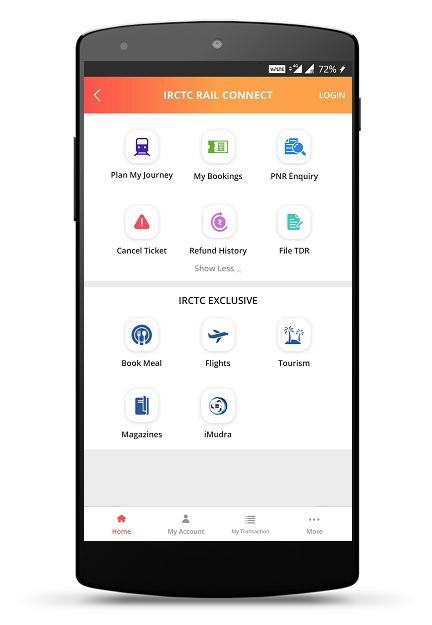 VoLTE 4G 72%
IRCTC RAIL CONNECT LOGIN
Plan My Journey My Bookings PNR Enquiry
Cancel Ticket Refund History File TDR
Show Less
IRCTC EXCLUSIVE
Book Meal Flights Tourism
Magazines iMudra
Home My Account My Transaction More